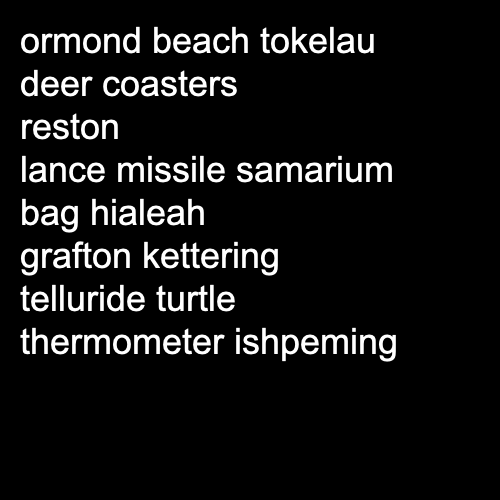 ormond beach tokelau
deer coasters
reston
lance missile samarium
bag hialeah
grafton kettering
telluride turtle
thermometer ishpeming